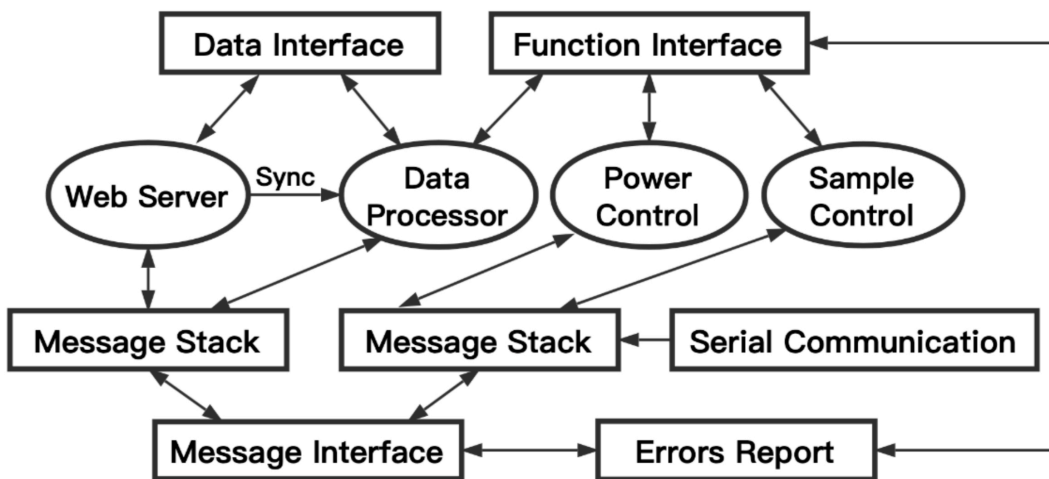 Data Interface
Function Interface
Web Server
Sync
Data
Processor
Power
Control
Sample
Control
Message Stack
Message Stack
Serial Communication
Message Interface
Errors Report